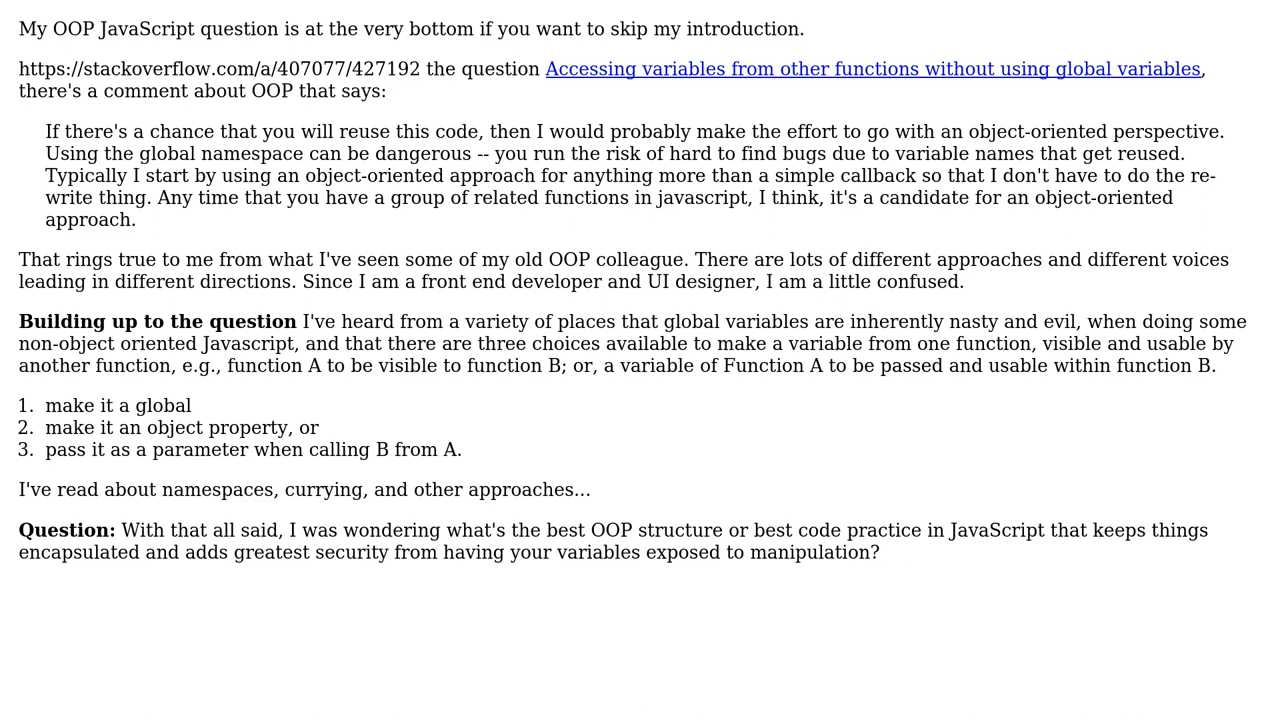 My OOP JavaScript question is at the very bottom if you want to skip my introduction.
https://stackoverflow.com/a/407077/427192 the question Accessing variables from other functions without using global variables,
there's a comment about OOP that says:
If there's a chance that you will reuse this code, then I would probably make the effort to go with an object-oriented perspective.
Using the global namespace can be dangerous -- you run the risk of hard to find bugs due to variable names that get reused.
Typically I start by using an object-oriented approach for anything more than a simple callback so that I don't have to do the re-
write thing. Any time that you have a group of related functions in javascript, I think, it's a candidate for an object-oriented
approach.
That rings true to me from what I've seen some of my old OOP colleague. There are lots of different approaches and different voices
leading in different directions. Since I am a front end developer and UI designer, I am a little confused.
Building up to the question I've heard from a variety of places that global variables are inherently nasty and evil, when doing some
non-object oriented Javascript, and that there are three choices available to make a variable from one function, visible and usable by
another function, e.g., function A to be visible to function B; or, a variable of Function A to be passed and usable within function B.
1. make it a global
2. make it an object property, or
3. pass it as a parameter when calling B from A.
I've read about namespaces, currying, and other approaches...
Question: With that all said, I was wondering what's the best OOP structure or best code practice in JavaScript that keeps things
encapsulated and adds greatest security from having your variables exposed to manipulation?